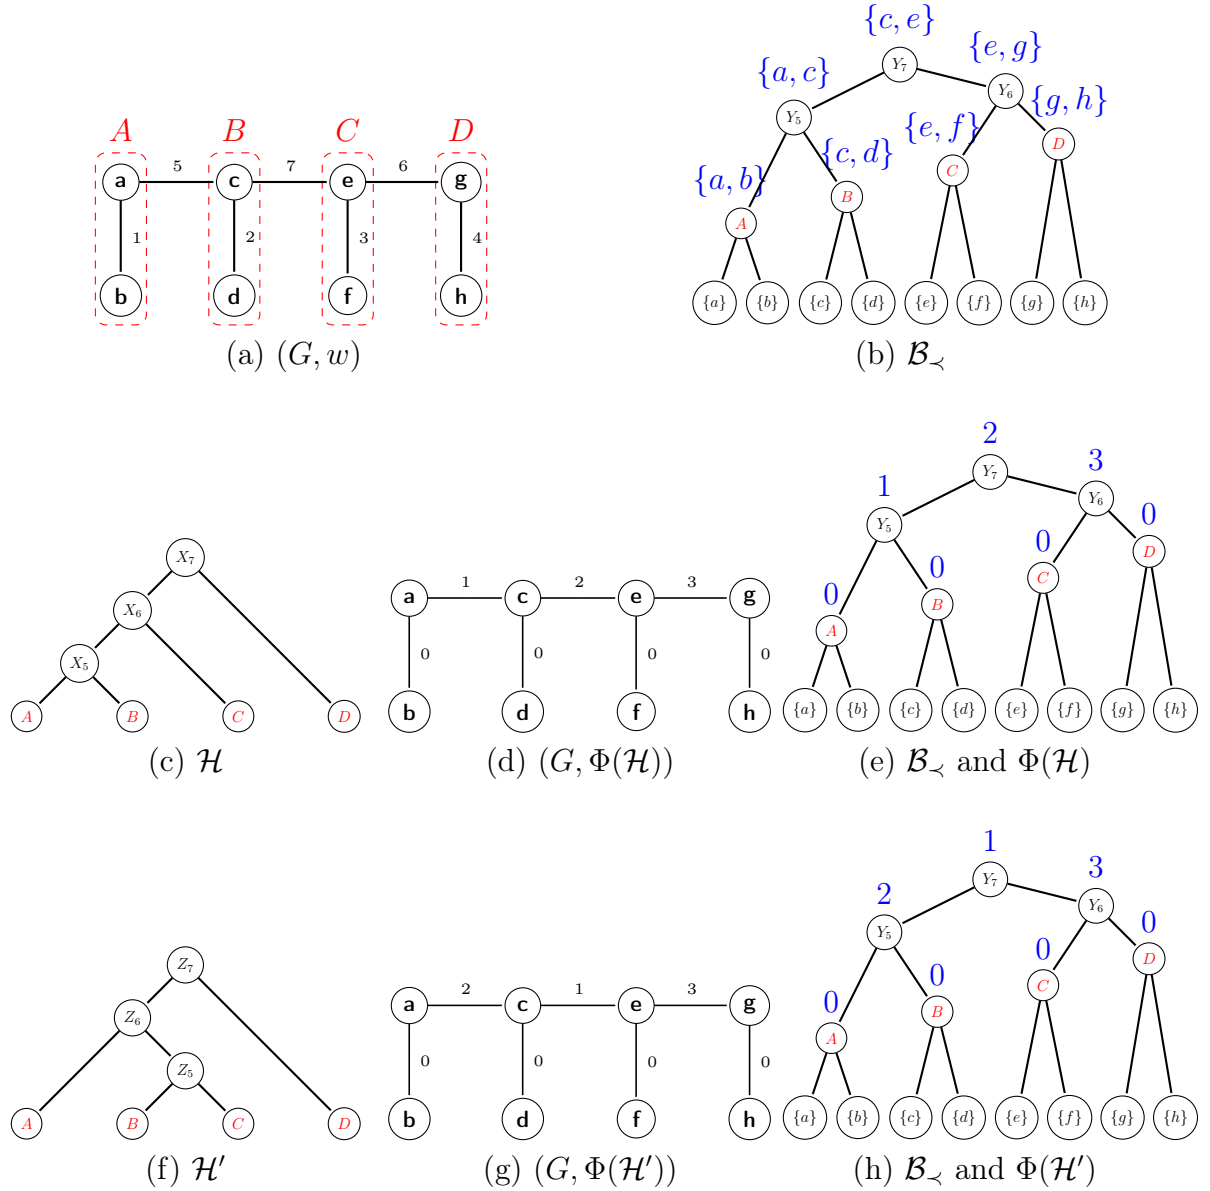 A B C D
a 5 c 7 e 6 g
1 2 3 4
b d f h
(a) (G, w)
{c, e}
Y₇
{e, g}
{a, c}
Y₆
{g, h}
Y₅
{e, f}
D
{c, d}
{a, b}
C
B
A
{a} {b} {c} {d} {e} {f} {g} {h}
(b) 𝓑≺
X₇
X₆
X₅
A B C D
(c) 𝓗
a 1 c 2 e 3 g
0 0 0 0
b d f h
(d) (G, Φ(𝓗))
2
Y₇
3
1
Y₆
0
Y₅
0
D
0
C
0
B
A
{a} {b} {c} {d} {e} {f} {g} {h}
(e) 𝓑≺ and Φ(𝓗)
Z₇
Z₆
Z₅
A B C D
(f) 𝓗′
a 2 c 1 e 3 g
0 0 0 0
b d f h
(g) (G, Φ(𝓗′))
1
Y₇
3
2
Y₆
0
Y₅
0
D
0
C
0
B
A
{a} {b} {c} {d} {e} {f} {g} {h}
(h) 𝓑≺ and Φ(𝓗′)